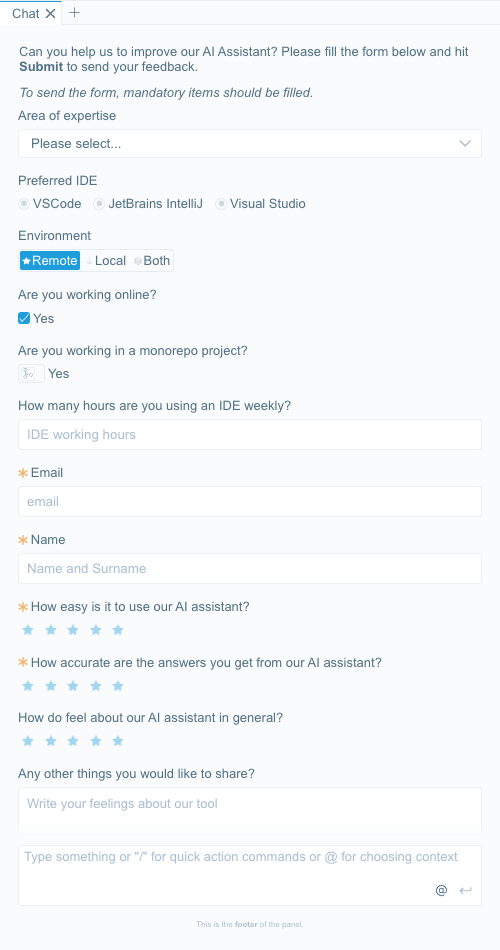 Chat
Can you help us to improve our AI Assistant? Please fill the form below and hit
Submit to send your feedback.
To send the form, mandatory items should be filled.
Area of expertise
Please select...
Preferred IDE
VSCode JetBrains IntelliJ Visual Studio
Environment
Remote Local Both
Are you working online?
Yes
Are you working in a monorepo project?
Yes
How many hours are you using an IDE weekly?
IDE working hours
Email
email
Name
Name and Surname
How easy is it to use our AI assistant?
How accurate are the answers you get from our AI assistant?
How do feel about our AI assistant in general?
Any other things you would like to share?
Write your feelings about our tool
Type something or "/" for quick action commands or @ for choosing context
@
This is the footer of the panel.